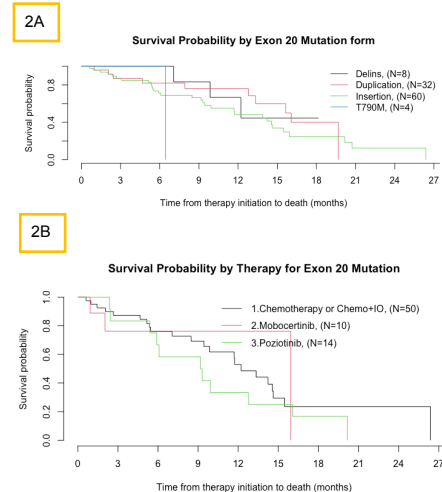 2A
Survival Probability by Exon 20 Mutation form
Delins, (N=8)
Duplication, (N=32)
Insertion, (N=60)
T790M, (N=4)
Survival probability
0.8
0.4
0.0
0 3 6 9 12 15 18 21 24 27
Time from therapy initiation to death (months)
2B
Survival Probability by Therapy for Exon 20 Mutation
1.Chemotherapy or Chemo+IO, (N=50)
2.Mobocertinib, (N=10)
3.Poziotinib, (N=14)
Survival probability
1.0
0.8
0.6
0.4
0.2
0.0
0 3 6 9 12 15 18 21 24 27
Time from therapy initiation to death (months)